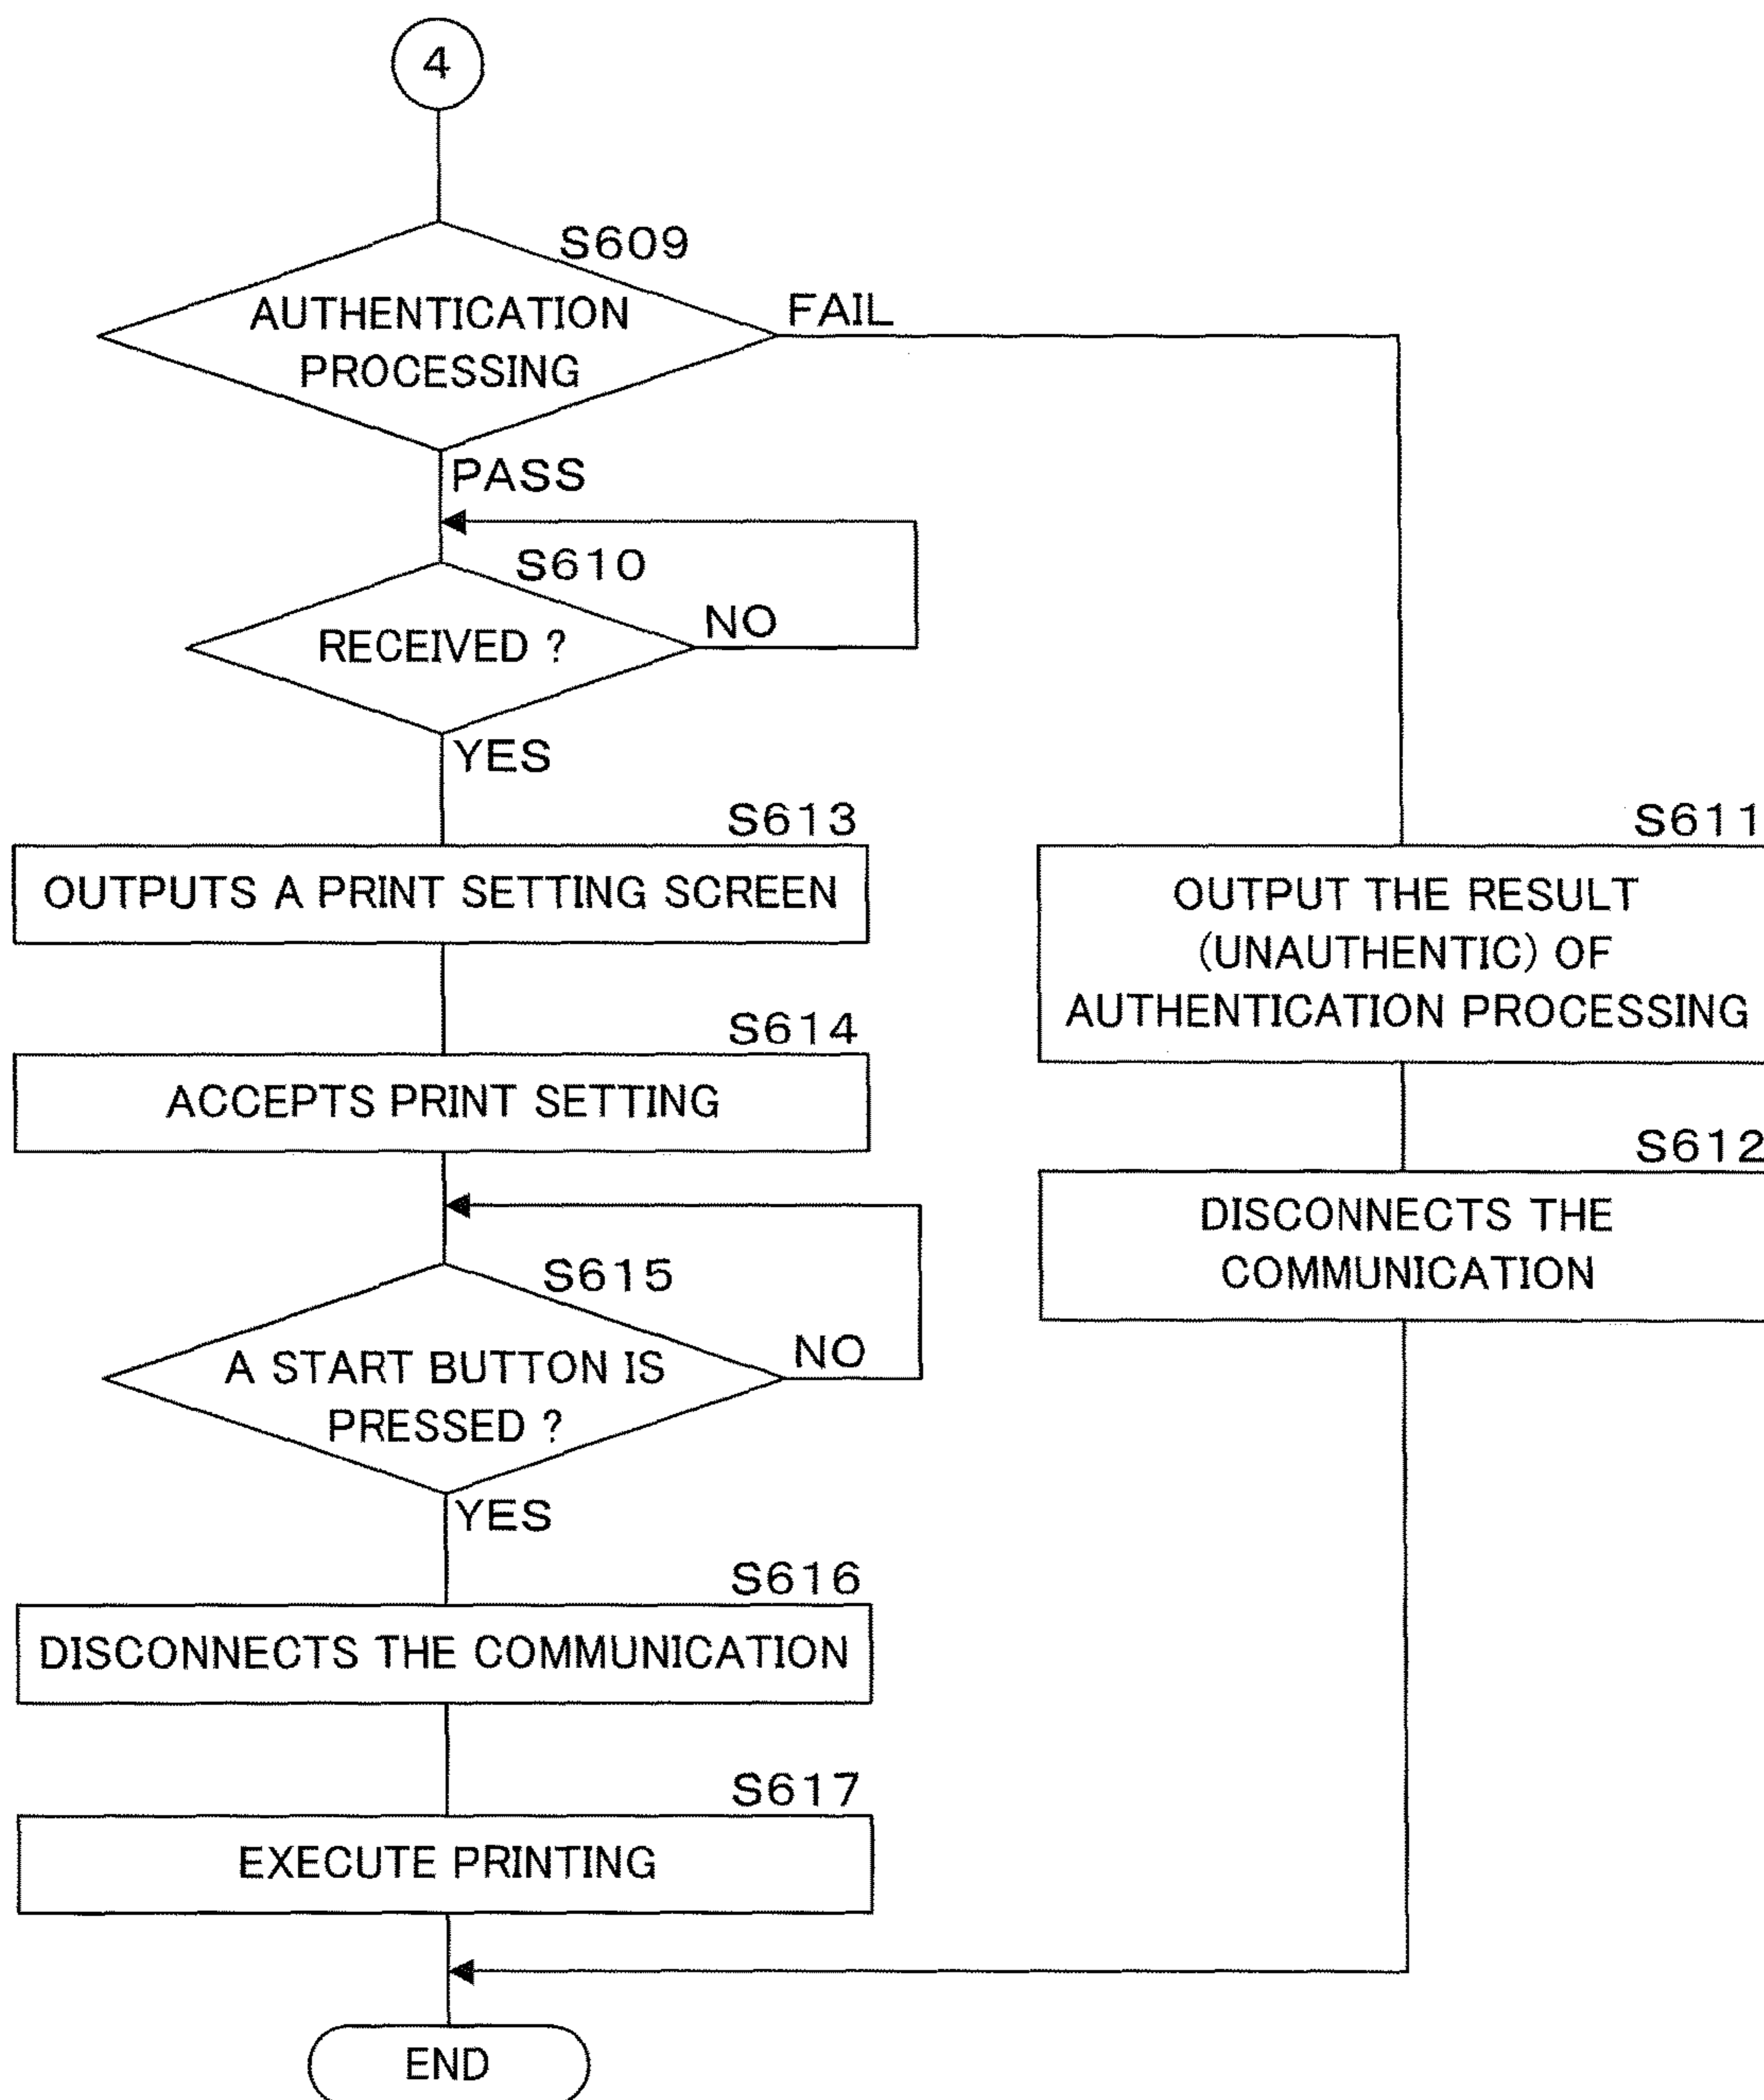 4
S609
AUTHENTICATION
PROCESSING
FAIL
PASS
S610
RECEIVED ?
NO
YES
S613
OUTPUTS A PRINT SETTING SCREEN
S614
ACCEPTS PRINT SETTING
S615
A START BUTTON IS
PRESSED ?
NO
YES
S616
DISCONNECTS THE COMMUNICATION
S617
EXECUTE PRINTING
S611
OUTPUT THE RESULT
(UNAUTHENTIC) OF
AUTHENTICATION PROCESSING
S612
DISCONNECTS THE
COMMUNICATION
END